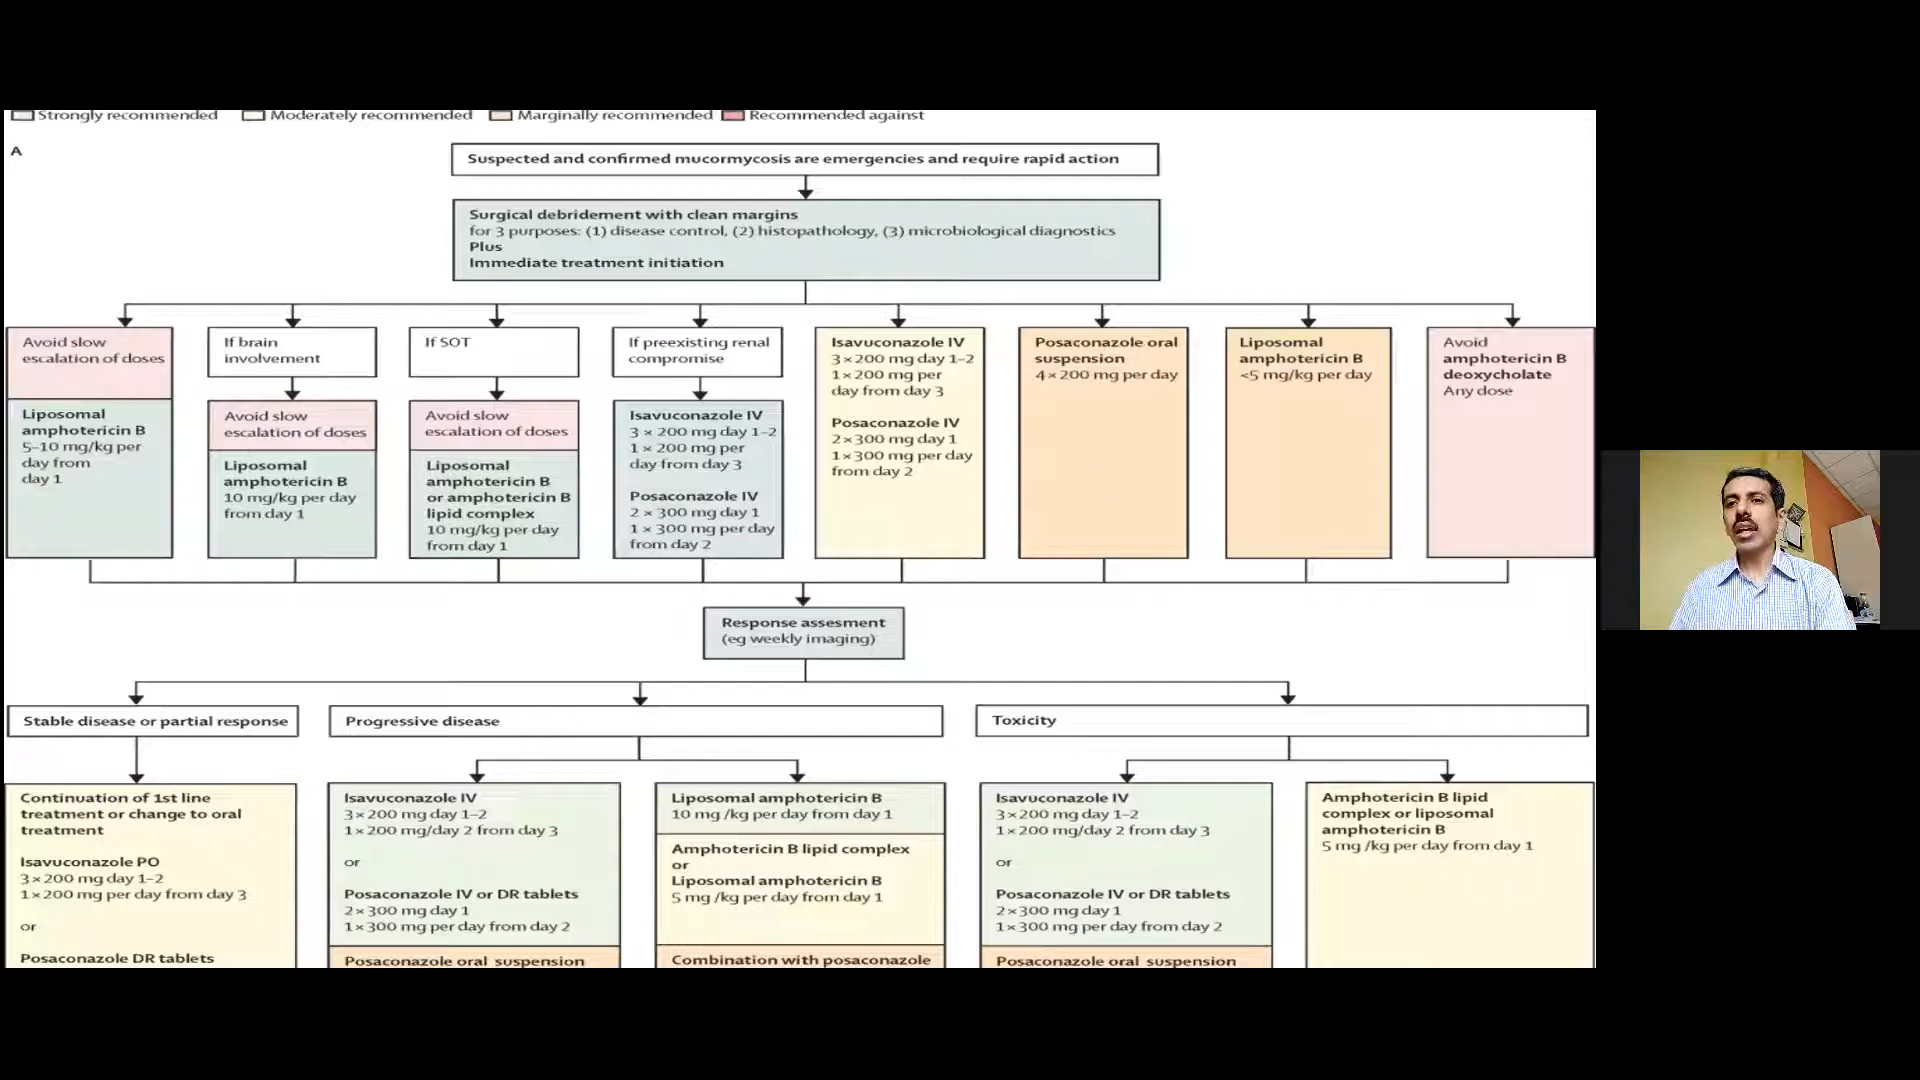 Strongly recommended
Moderately recommended
Marginally recommended
Recommended against
A
Suspected and confirmed mucormycosis are emergencies and require rapid action
Surgical debridement with clean margins
for 3 purposes: (1) disease control, (2) histopathology, (3) microbiological diagnostics
Plus
Immediate treatment initiation
Avoid slow
escalation of doses
Liposomal
amphotericin B
5–10 mg/kg per
day from
day 1
If brain
involvement
Avoid slow
escalation of doses
Liposomal
amphotericin B
10 mg/kg per day
from day 1
If SOT
Avoid slow
escalation of doses
Liposomal
amphotericin B
or amphotericin B
lipid complex
10 mg/kg per day
from day 1
If preexisting renal
compromise
Isavuconazole IV
3 × 200 mg day 1–2
1 × 200 mg per
day from day 3
Posaconazole IV
2 × 300 mg day 1
1 × 300 mg per day
from day 2
Isavuconazole IV
3×200 mg day 1–2
1×200 mg per
day from day 3
Posaconazole IV
2×300 mg day 1
1×300 mg per day
from day 2
Posaconazole oral
suspension
4×200 mg per day
Liposomal
amphotericin B
<5 mg/kg per day
Avoid
amphotericin B
deoxycholate
Any dose
Response assesment
(eg weekly imaging)
Stable disease or partial response
Progressive disease
Toxicity
Continuation of 1st line
treatment or change to oral
treatment
Isavuconazole PO
3×200 mg day 1–2
1×200 mg per day from day 3
or
Posaconazole DR tablets
Isavuconazole IV
3×200 mg day 1–2
1×200 mg/day 2 from day 3
or
Posaconazole IV or DR tablets
2×300 mg day 1
1×300 mg per day from day 2
Posaconazole oral suspension
Liposomal amphotericin B
10 mg /kg per day from day 1
Amphotericin B lipid complex
or
Liposomal amphotericin B
5 mg /kg per day from day 1
Combination with posaconazole
Isavuconazole IV
3×200 mg day 1–2
1×200 mg/day 2 from day 3
or
Posaconazole IV or DR tablets
2×300 mg day 1
1×300 mg per day from day 2
Posaconazole oral suspension
Amphotericin B lipid
complex or liposomal
amphotericin B
5 mg /kg per day from day 1